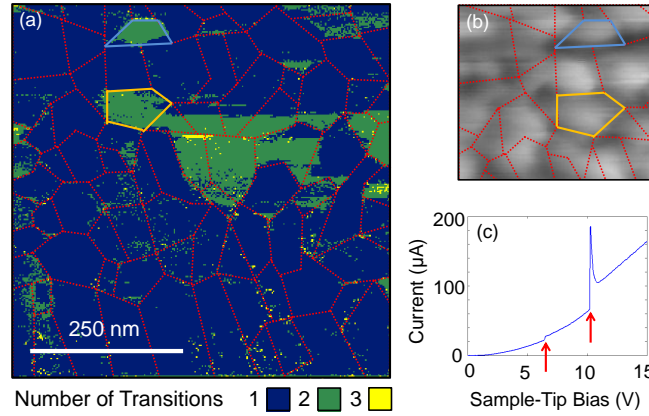 (a)
250 nm
Number of Transitions 1 2 3
(b)
(c)
200
100
0
Current (µA)
0 5 10 15
Sample-Tip Bias (V)